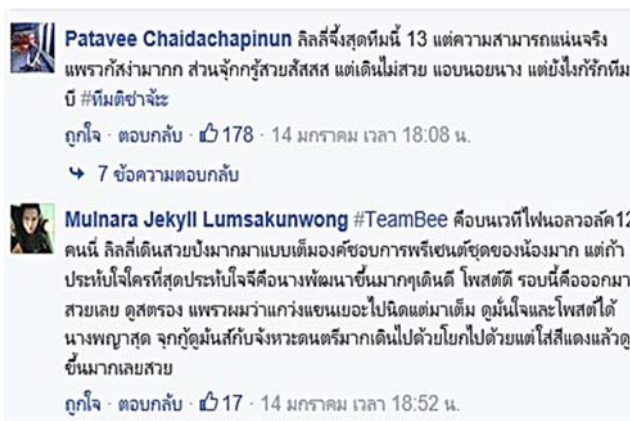 Patavee Chaidachapinun ลิลลี่จึ้งสุดทีมนี้ 13 แต่ความสามารถแน่นจริง
แพรวก้สง่ามากก ส่วนจุ้กกรู้สวยสัสสส แต่เดินไม่สวย แอบนอยนาง แต่ยังไงก้รักทีม
บี #ทีมติช่าจ้ะะ
ถูกใจ · ตอบกลับ · 178 · 14 มกราคม เวลา 18:08 น.
7 ข้อความตอบกลับ
Mulnara Jekyll Lumsakunwong #TeamBee คือบนเวทีไฟนอลวอล์ค12
คนนี่ ลิลลี่เดินสวยปังมากมาแบบเต็มองค์ชอบการพรีเซนต์ชุดของน้องมาก แต่ถ้า
ประทับใจใครที่สุดประทับใจจีคือนางพัฒนาขึ้นมากๆเดินดี โพสต์ดี รอบนี้คือออกมา
สวยเลย ดูสตรอง แพรวผมว่าแกว่งแขนเยอะไปนิดแต่มาเต็ม ดูมั่นใจและโพสต์ได้
นางพญาสุด จุกกู้ดูมันส์กับจังหวะดนตรีมากเดินไปด้วยโยกไปด้วยแต่ใส่สีแดงแล้วดู
ขึ้นมากเลยสวย
ถูกใจ · ตอบกลับ · 17 · 14 มกราคม เวลา 18:52 น.